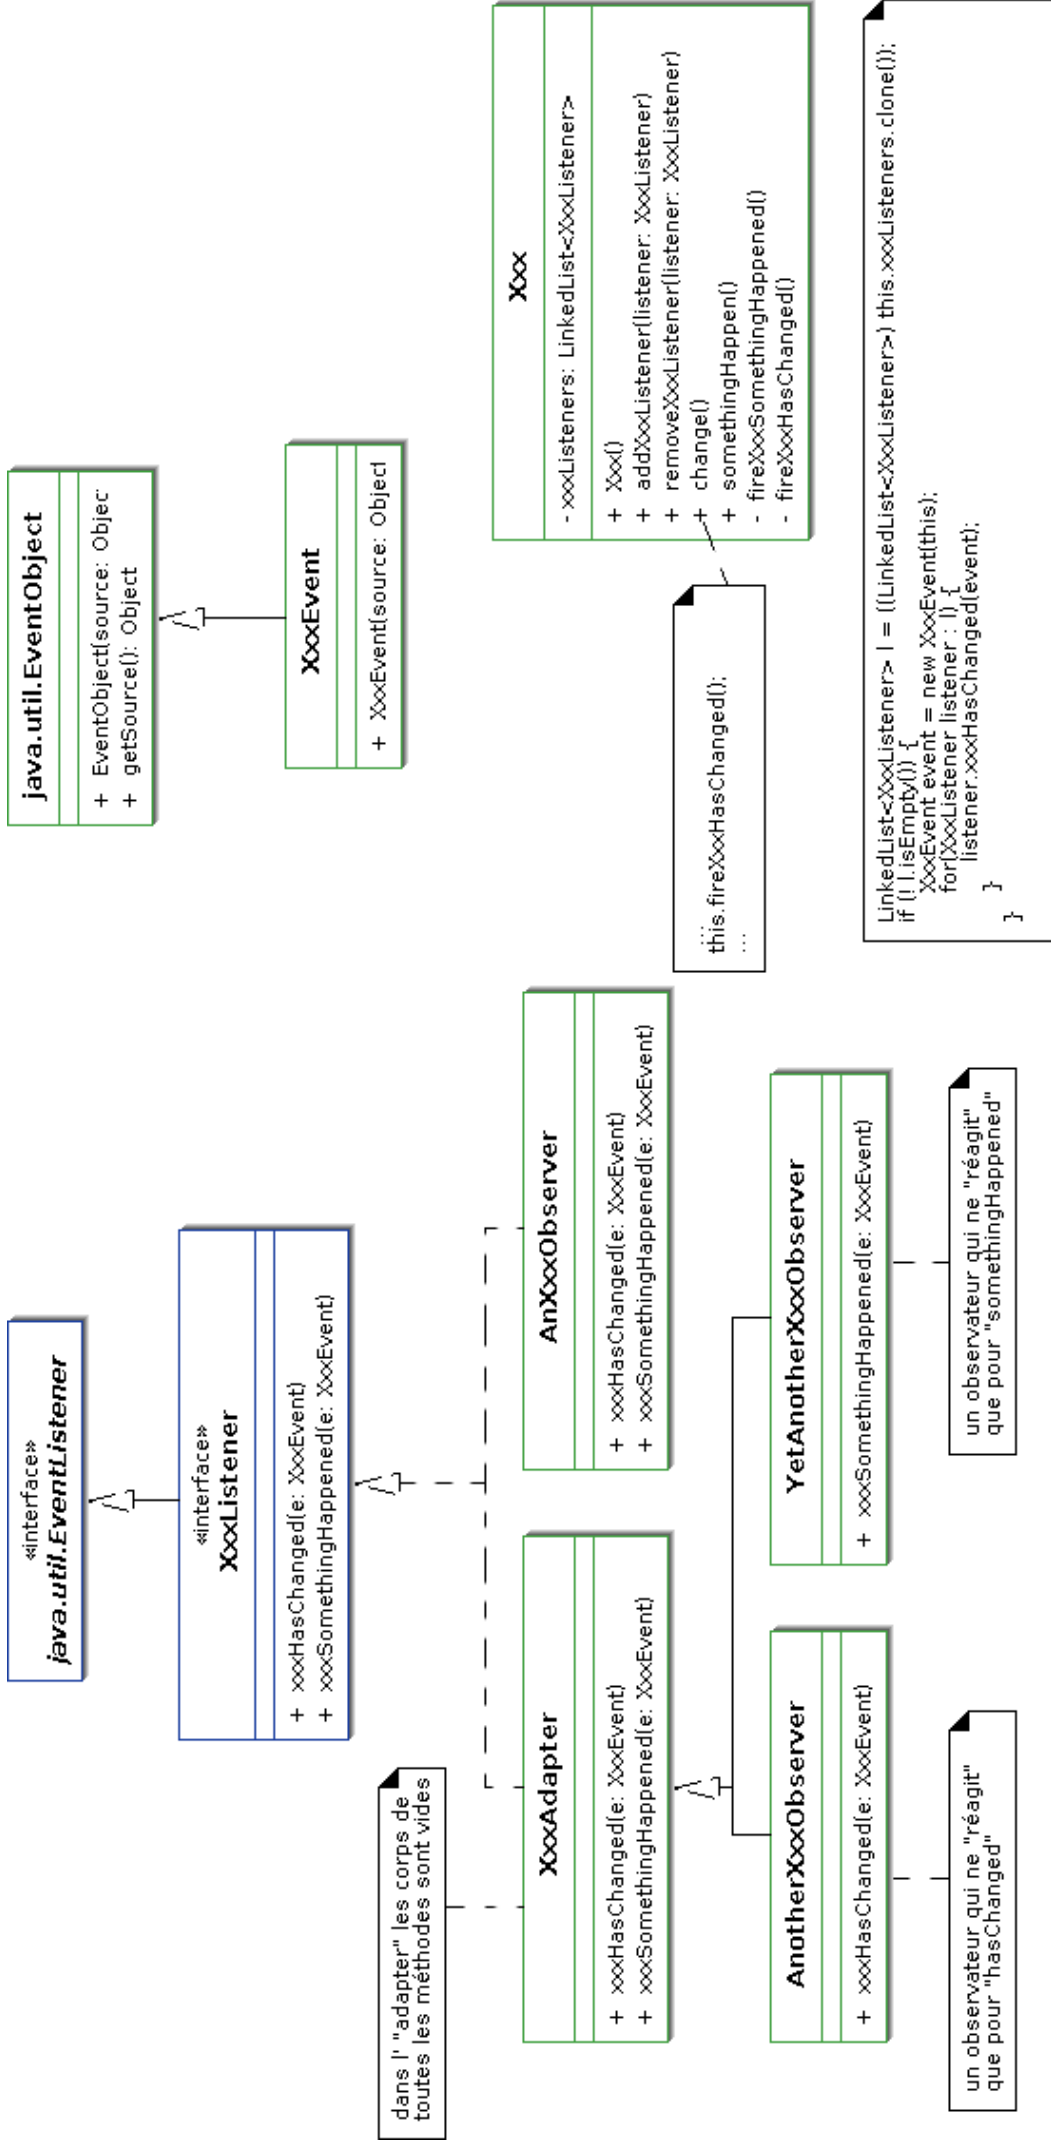 «interface»
java.util.EventListener
«interface»
XxxListener
+ xxxHasChanged(e: XxxEvent)
+ xxxSomethingHappened(e: XxxEvent)
dans l' "adapter" les corps de
toutes les méthodes sont vides
XxxAdapter
+ xxxHasChanged(e: XxxEvent)
+ xxxSomethingHappened(e: XxxEvent)
AnXxxObserver
+ xxxHasChanged(e: XxxEvent)
+ xxxSomethingHappened(e: XxxEvent)
AnotherXxxObserver
+ xxxHasChanged(e: XxxEvent)
YetAnotherXxxObserver
+ xxxSomethingHappened(e: XxxEvent)
un observateur qui ne "réagit"
que pour "hasChanged"
un observateur qui ne "réagit"
que pour "somethingHappened"
java.util.EventObject
+ EventObject(source: Objec
+ getSource(): Object
XxxEvent
+ XxxEvent(source: Object
Xxx
- xxxListeners: LinkedList<XxxListener>
+ Xxx()
+ addXxxListener(listener: XxxListener)
+ removeXxxListener(listener: XxxListener)
+ change()
+ somethingHappen()
- fireXxxSomethingHappened()
- fireXxxHasChanged()
...
this.fireXxxHasChanged();
...
LinkedList<XxxListener> l = ((LinkedList<XxxListener>) this.xxxListeners.clone());
if (! l.isEmpty()) {
XxxEvent event = new XxxEvent(this);
for(XxxListener listener : l) {
listener.xxxHasChanged(event);
}
}